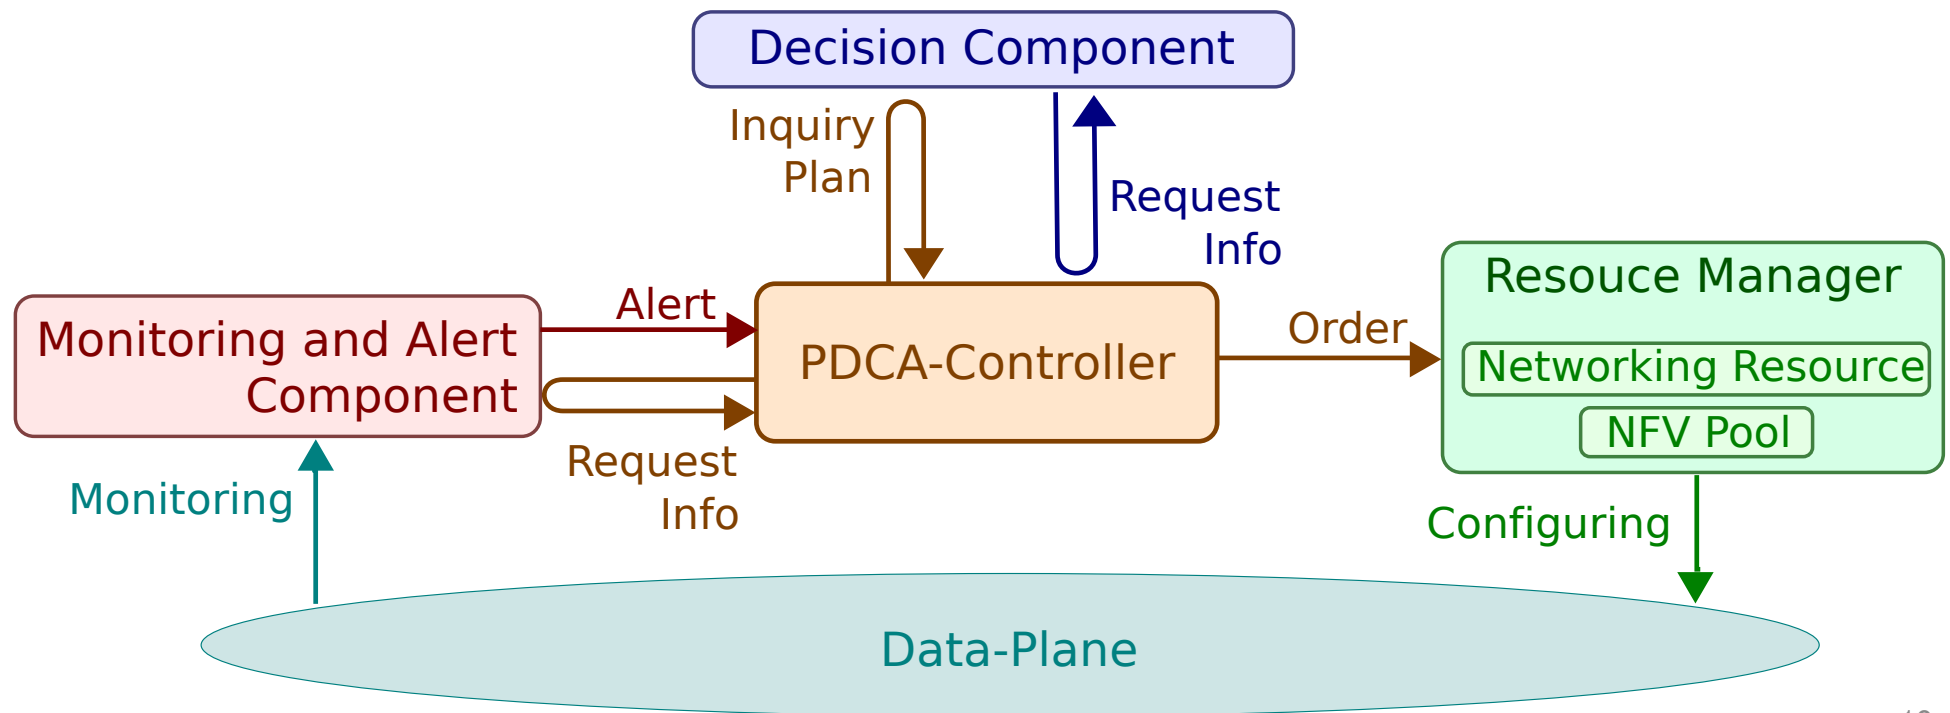 Decision Component
Inquiry
Plan
Request
Info
Resouce Manager
Alert
Order
Monitoring and Alert
Component
PDCA-Controller
Networking Resource
NFV Pool
Request
Info
Monitoring
Configuring
Data-Plane